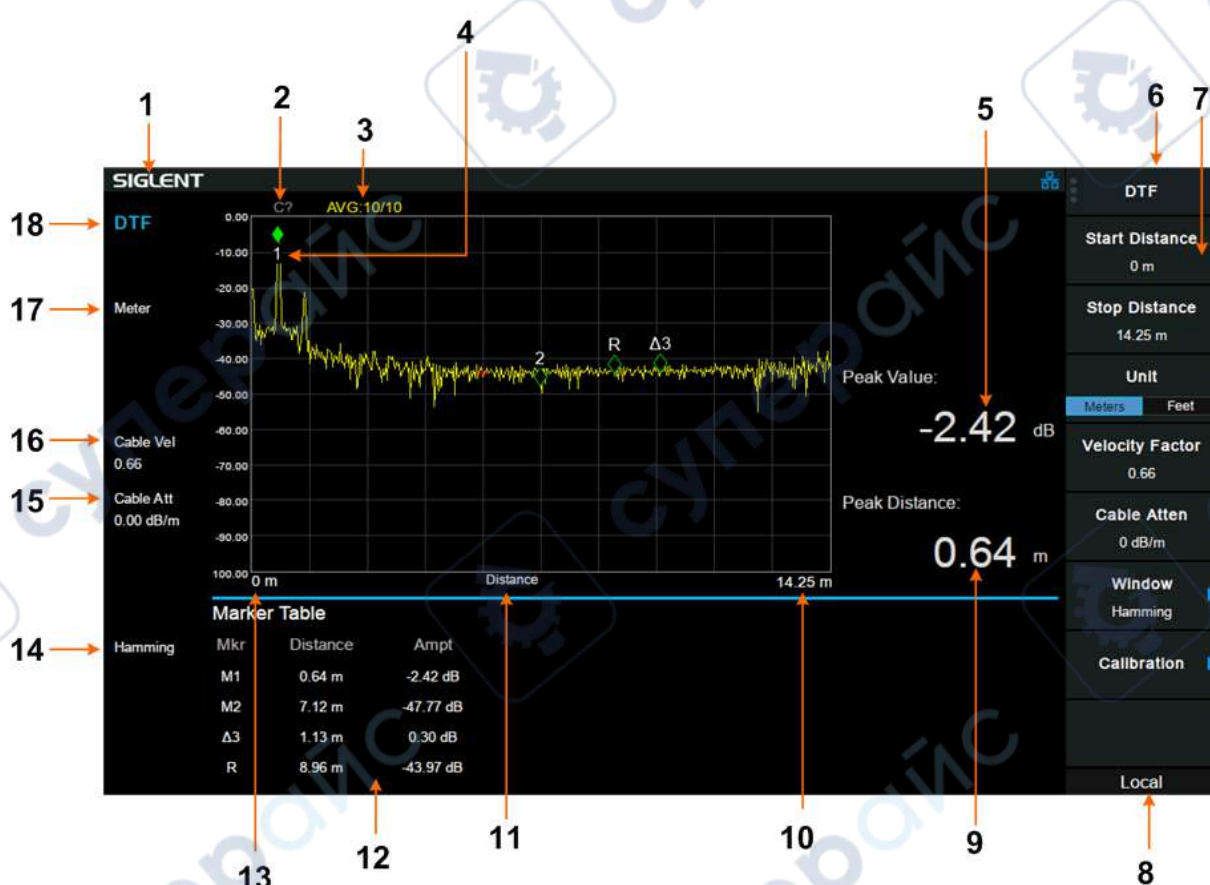 4
1 2 3 5 6 7
SIGLENT
C? AVG:10/10
18 DTF
17 Meter
16 Cable Vel
0.66
15 Cable Att
0.00 dB/m
14 Hamming
0.00
-10.00
-20.00
-30.00
-40.00
-50.00
-60.00
-70.00
-80.00
-90.00
100.00
1
2 R Δ3
0 m Distance 14.25 m
Peak Value:
-2.42 dB
Peak Distance:
0.64 m
Marker Table
Mkr Distance Ampt
M1 0.64 m -2.42 dB
M2 7.12 m -47.77 dB
Δ3 1.13 m 0.30 dB
R 8.96 m -43.97 dB
DTF
Start Distance
0 m
Stop Distance
14.25 m
Unit
Meters Feet
Velocity Factor
0.66
Cable Atten
0 dB/m
Window
Hamming
Calibration
Local
13 12 11 10 9 8
суперайс
суперайс
суперайс